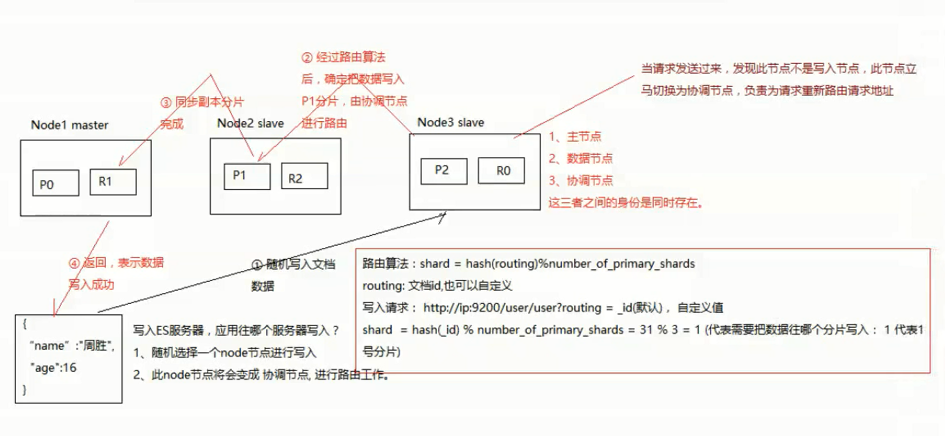 ② 经过路由算法
后，确定把数据写入
P1分片，由协调节点
进行路由
当请求发送过来，发现此节点不是写入节点，此节点立
马切换为协调节点，负责为请求重新路由请求地址
③ 同步副本分片
完成
Node1 master
Node2 slave
Node3 slave
P0
R1
P1
R2
P2
R0
1、主节点
2、数据节点
3、协调节点
这三者之间的身份是同时存在。
④ 返回，表示数据
写入成功
① 随机写入文档
数据
路由算法：shard = hash(routing)%number_of_primary_shards
routing: 文档id,也可以自定义
写入请求： http://ip:9200/user/user?routing = _id(默认) ， 自定义值
shard = hash(_id) % number_of_primary_shards = 31 % 3 = 1 (代表需要把数据往哪个分片写入： 1 代表1
号分片)
{
"name" :"周胜",
"age":16
}
写入ES服务器，应用往哪个服务器写入？
1、随机选择一个node节点进行写入
2、此node节点将会变成 协调节点, 进行路由工作。